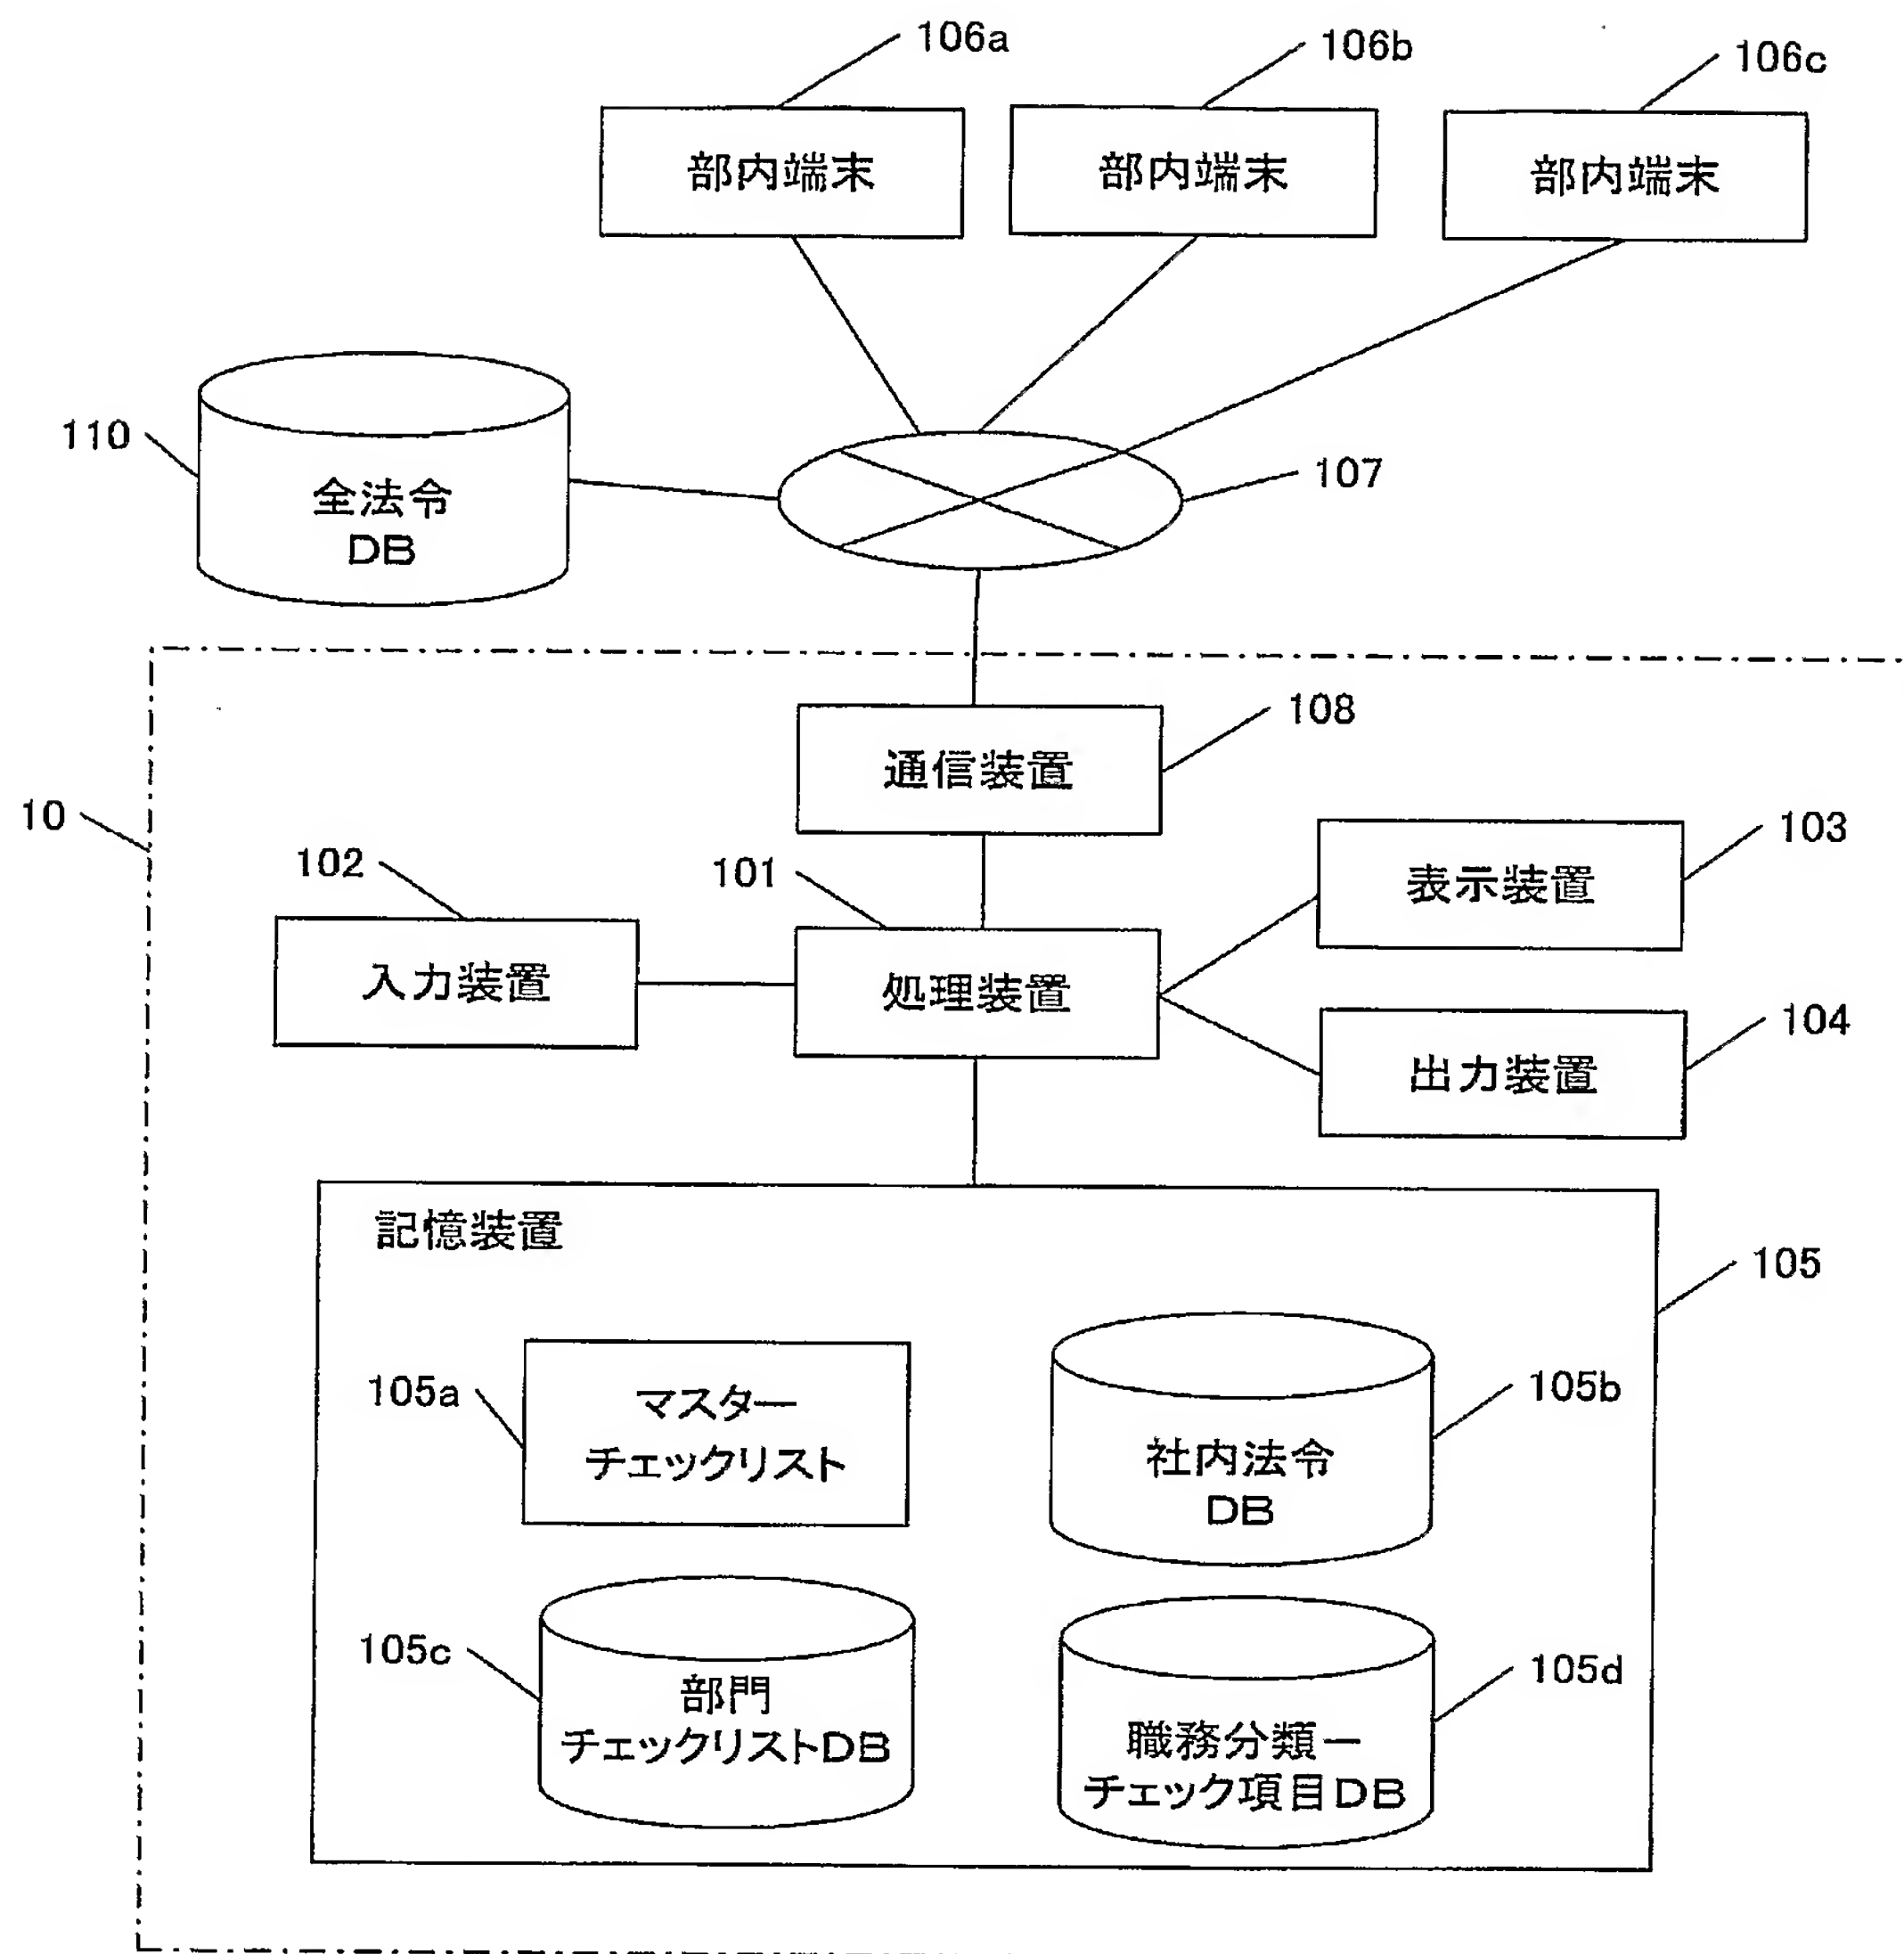 106a
106b
106c
部内端末
部内端末
部内端末
110
全法令
DB
107
108
通信装置
10
102
101
103
表示装置
入力装置
処理装置
104
出力装置
記憶装置
105
105a
マスター
チェックリスト
105b
社内法令
DB
105c
部門
チェックリストDB
105d
職務分類ー
チェック項目DB